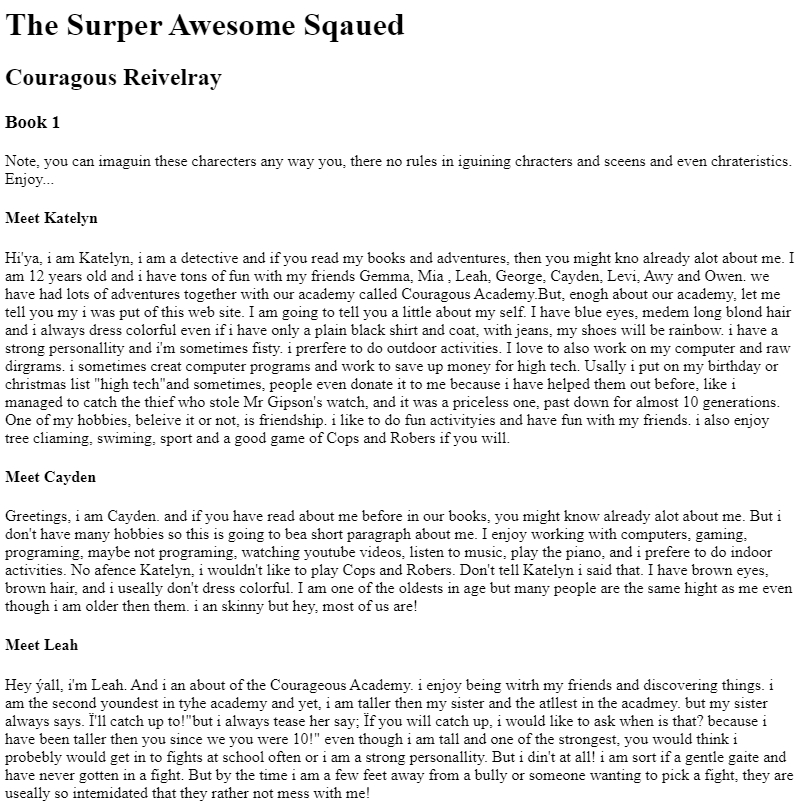 The Surper Awesome Sqaued
Couragous Reivelray
Book 1
Note, you can imaguin these charecters any way you, there no rules in iguining chracters and sceens and even chrateristics.
Enjoy...
Meet Katelyn
Hi'ya, i am Katelyn, i am a detective and if you read my books and adventures, then you might kno already alot about me. I
am 12 years old and i have tons of fun with my friends Gemma, Mia , Leah, George, Cayden, Levi, Awy and Owen. we
have had lots of adventures together with our academy called Couragous Academy.But, enogh about our academy, let me
tell you my i was put of this web site. I am going to tell you a little about my self. I have blue eyes, medem long blond hair
and i always dress colorful even if i have only a plain black shirt and coat, with jeans, my shoes will be rainbow. i have a
strong personallity and i'm sometimes fisty. i prerfere to do outdoor activities. I love to also work on my computer and raw
dirgrams. i sometimes creat computer programs and work to save up money for high tech. Usally i put on my birthday or
christmas list "high tech"and sometimes, people even donate it to me because i have helped them out before, like i
managed to catch the thief who stole Mr Gipson's watch, and it was a priceless one, past down for almost 10 generations.
One of my hobbies, beleive it or not, is friendship. i like to do fun activityies and have fun with my friends. i also enjoy
tree cliaming, swiming, sport and a good game of Cops and Robers if you will.
Meet Cayden
Greetings, i am Cayden. and if you have read about me before in our books, you might know already alot about me. But i
don't have many hobbies so this is going to bea short paragraph about me. I enjoy working with computers, gaming,
programing, maybe not programing, watching youtube videos, listen to music, play the piano, and i prefere to do indoor
activities. No afence Katelyn, i wouldn't like to play Cops and Robers. Don't tell Katelyn i said that. I have brown eyes,
brown hair, and i useally don't dress colorful. I am one of the oldests in age but many people are the same hight as me even
though i am older then them. i an skinny but hey, most of us are!
Meet Leah
Hey ýall, i'm Leah. And i an about of the Courageous Academy. i enjoy being witrh my friends and discovering things. i
am the second youndest in tyhe academy and yet, i am taller then my sister and the atllest in the acadmey. but my sister
always says. Ï'll catch up to!"but i always tease her say; Ïf you will catch up, i would like to ask when is that? because i
have been taller then you since we you were 10!" even though i am tall and one of the strongest, you would think i
probebly would get in to fights at school often or i am a strong personallity. But i din't at all! i am sort if a gentle gaite and
have never gotten in a fight. But by the time i am a few feet away from a bully or someone wanting to pick a fight, they are
useally so intemidated that they rather not mess with me!